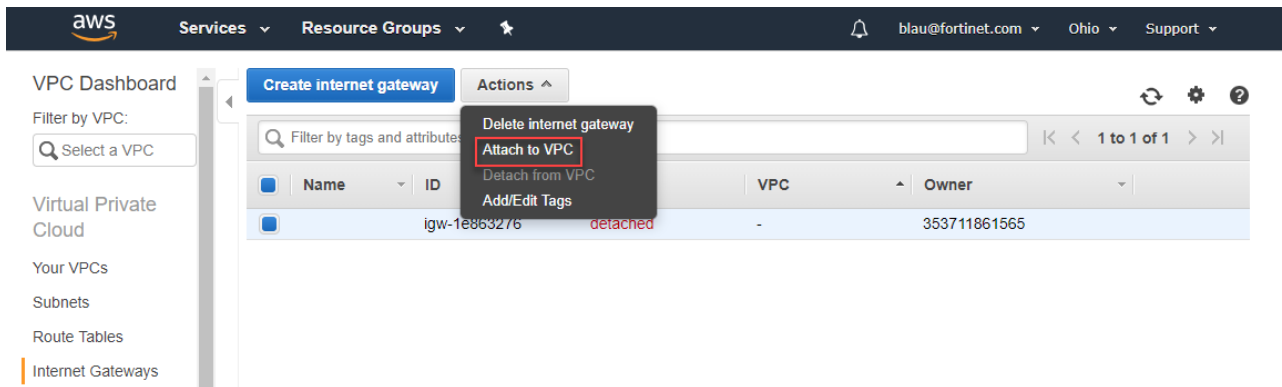 aws Services Resource Groups blau@fortinet.com Ohio Support
VPC Dashboard
Filter by VPC:
Select a VPC
Virtual Private
Cloud
Your VPCs
Subnets
Route Tables
Internet Gateways
Create internet gateway Actions
Delete internet gateway
Attach to VPC
Detach from VPC
Add/Edit Tags
Filter by tags and attributes 1 to 1 of 1
Name ID VPC Owner
igw-1e863276 detached - 353711861565